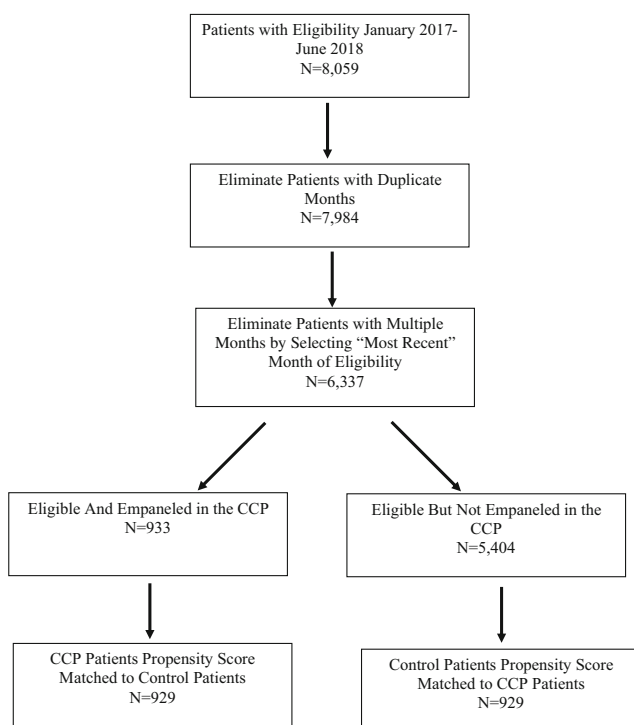 Patients with Eligibility January 2017-
June 2018
N=8,059
Eliminate Patients with Duplicate
Months
N=7,984
Eliminate Patients with Multiple
Months by Selecting “Most Recent”
Month of Eligibility
N=6,337
Eligible And Empaneled in the CCP
N=933
Eligible But Not Empaneled in the
CCP
N=5,404
CCP Patients Propensity Score
Matched to Control Patients
N=929
Control Patients Propensity Score
Matched to CCP Patients
N=929